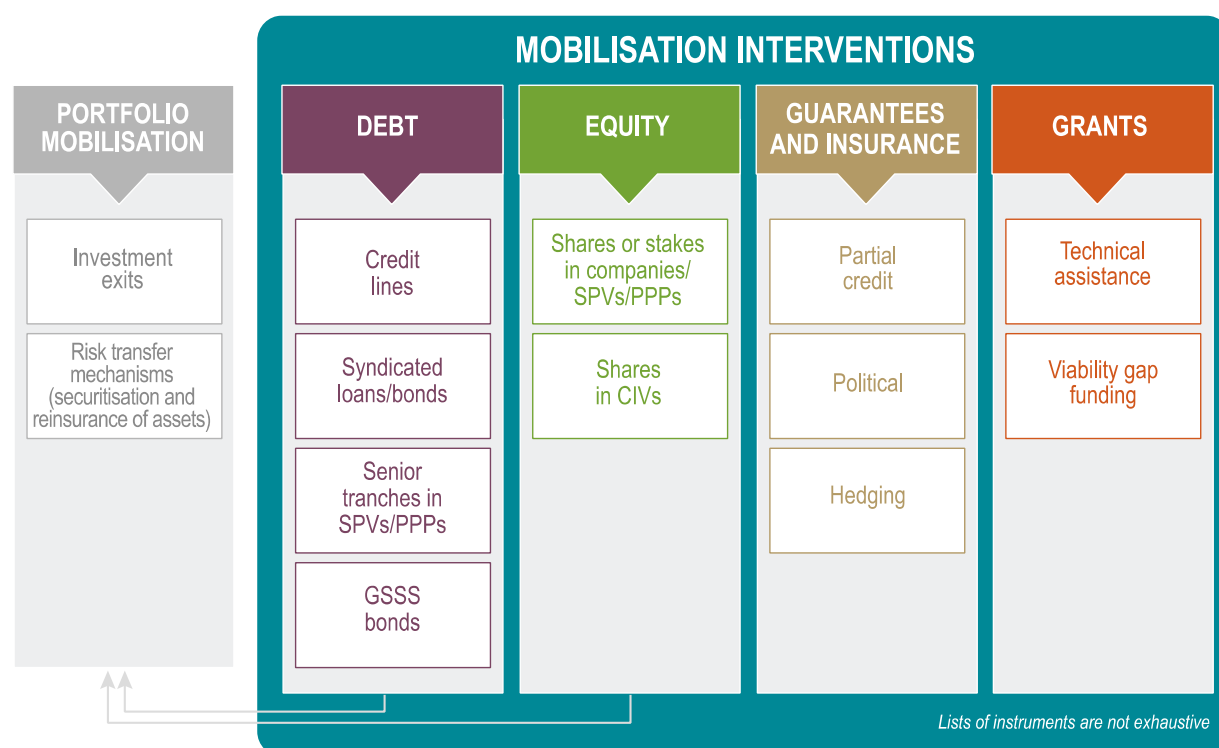 MOBILISATION INTERVENTIONS
PORTFOLIO
MOBILISATION
Investment
exits
Risk transfer
mechanisms
(securitisation and
reinsurance of assets)
DEBT
Credit
lines
Syndicated
loans/bonds
Senior
tranches in
SPVs/PPPs
GSSS
bonds
EQUITY
Shares or stakes
in companies/
SPVs/PPPs
Shares
in CIVs
GUARANTEES
AND INSURANCE
Partial
credit
Political
Hedging
GRANTS
Technical
assistance
Viability gap
funding
Lists of instruments are not exhaustive